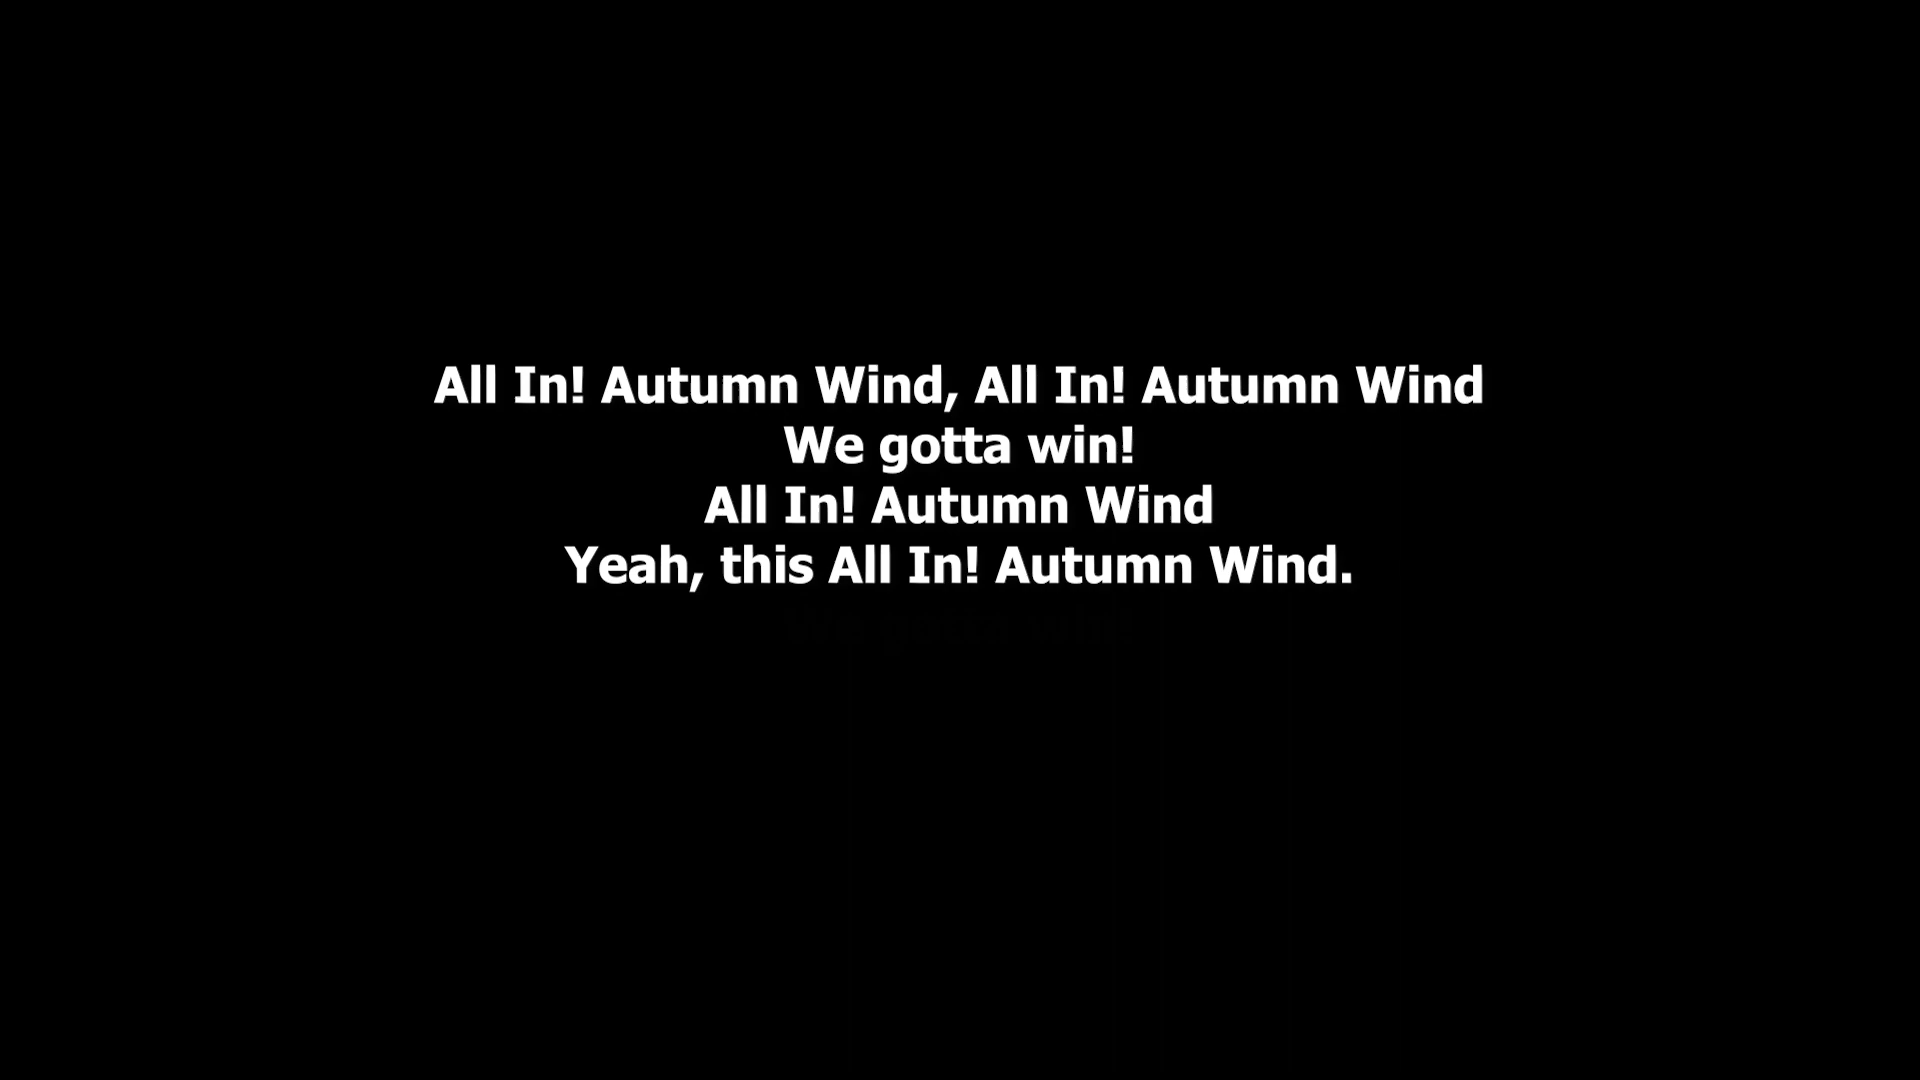 All In! Autumn Wind, All In! Autumn Wind
We gotta win!
All In! Autumn Wind
Yeah, this All In! Autumn Wind.